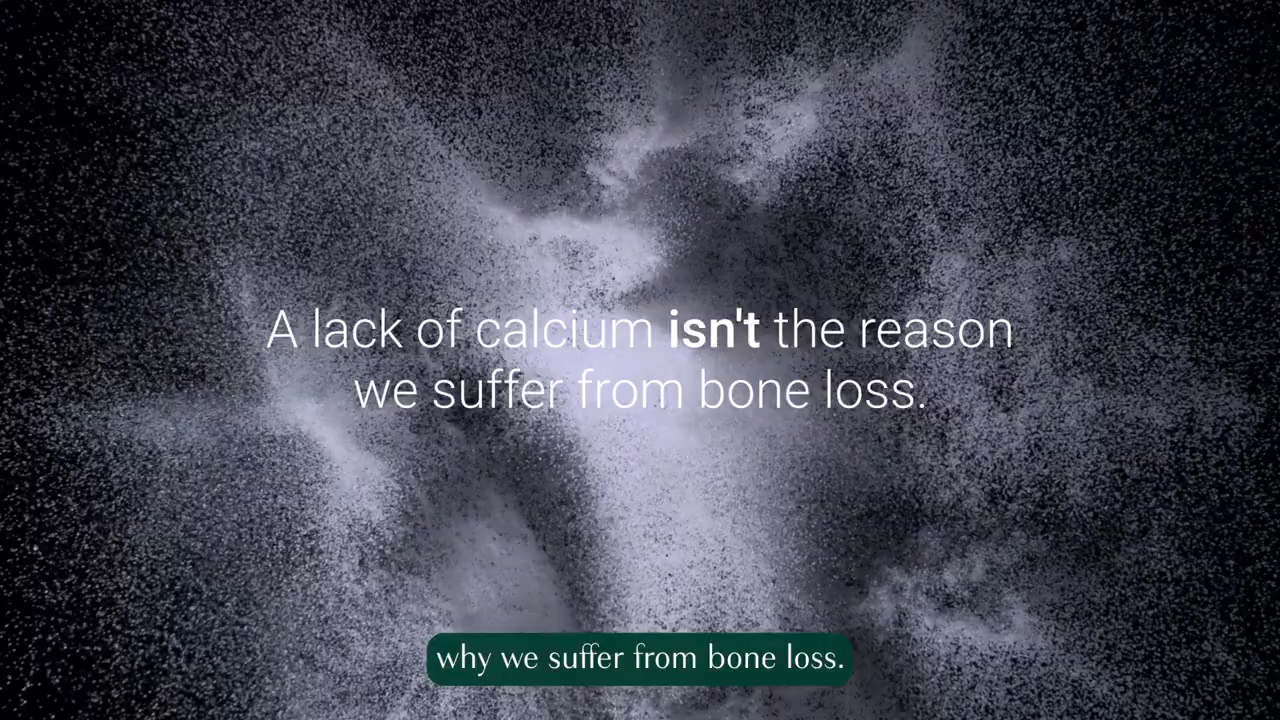 A lack of calcium isn't the reason
we suffer from bone loss.
why we suffer from bone loss.